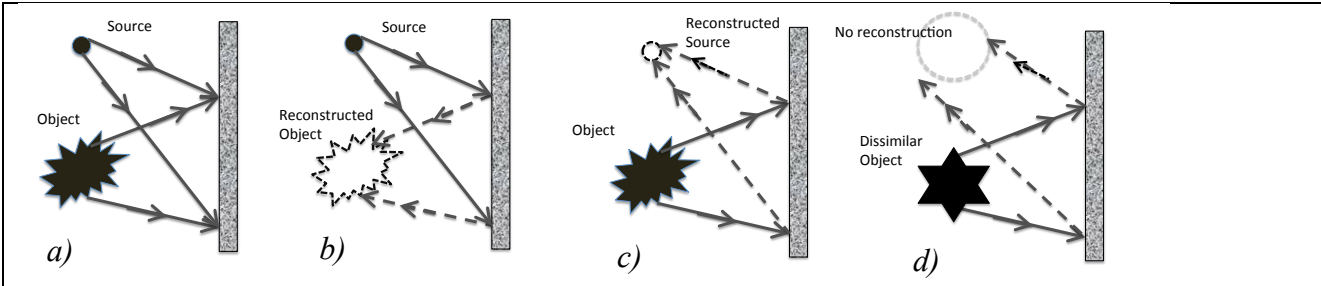 Source
Object
a)
Source
Reconstructed
Object
b)
Reconstructed
Source
Object
c)
No reconstruction
Dissimilar
Object
d)